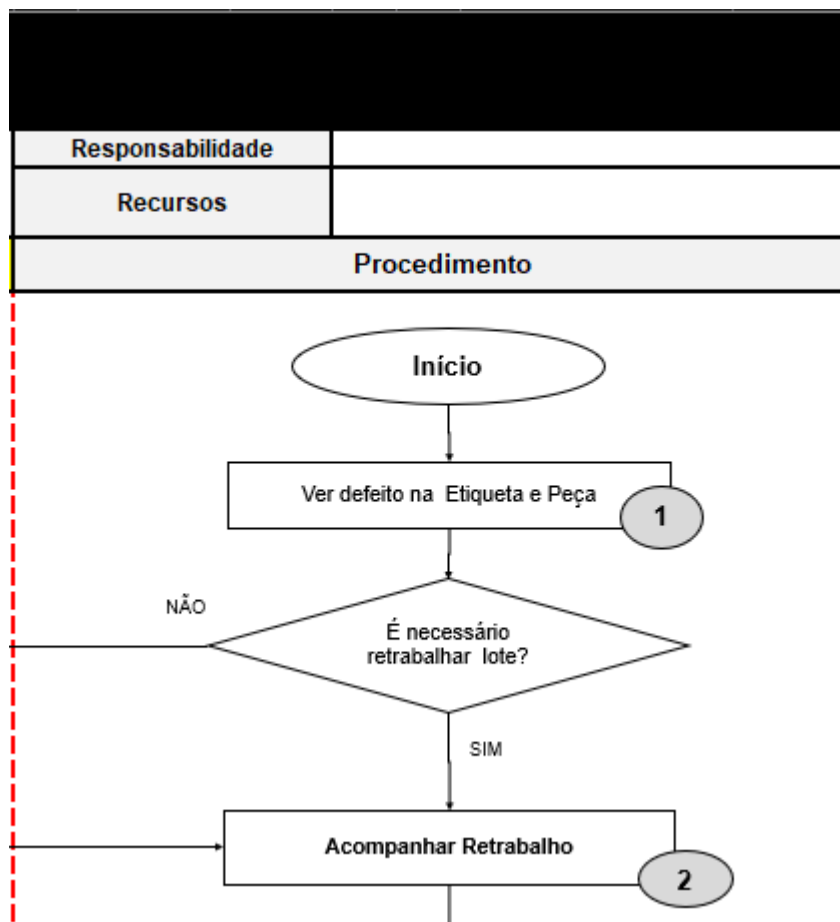 Responsabilidade
Recursos
Procedimento
Início
Ver defeito na Etiqueta e Peça
1
NÃO
É necessário
retrabalhar lote?
SIM
Acompanhar Retrabalho
2